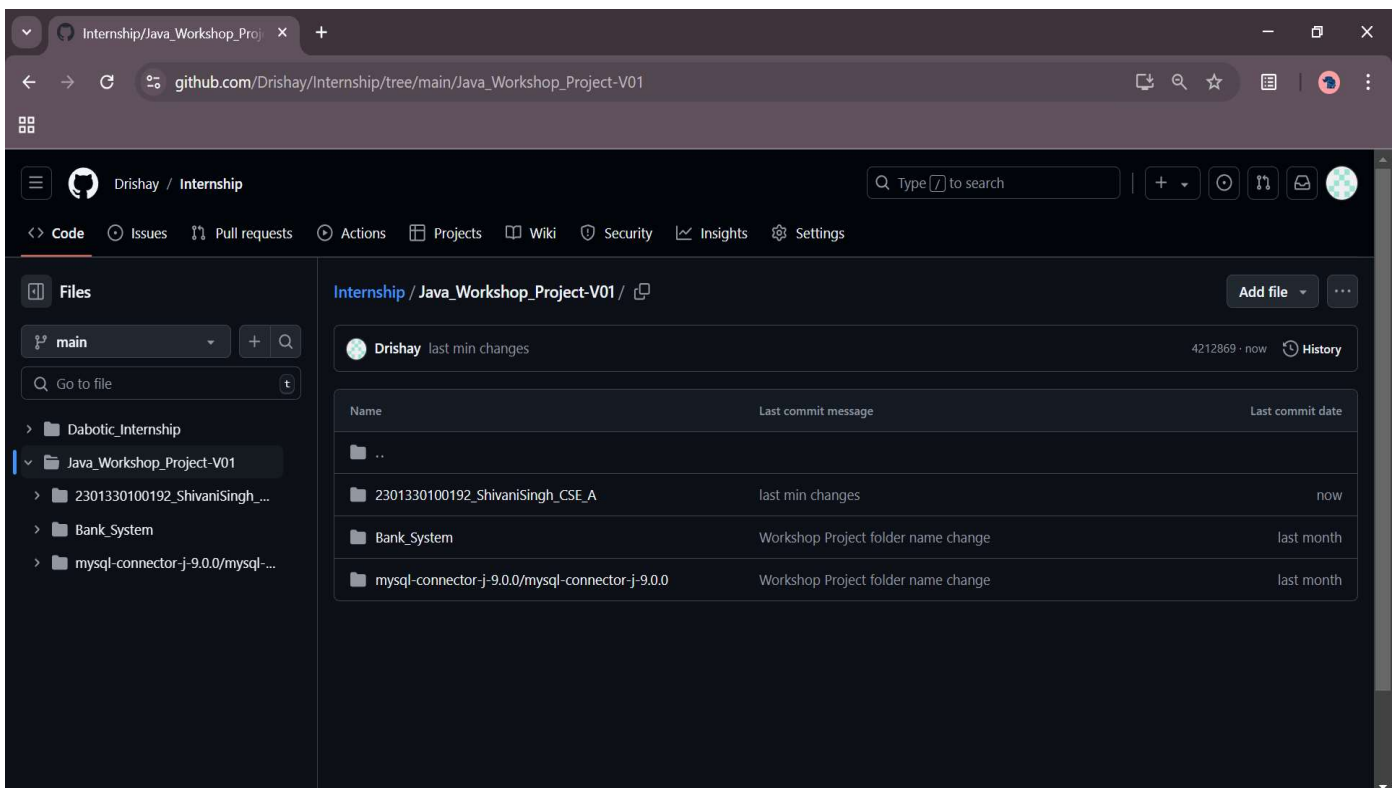 Internship/Java_Workshop_Proj
github.com/Drishay/Internship/tree/main/Java_Workshop_Project-V01
Drishay / Internship
Type / to search
Code Issues Pull requests Actions Projects Wiki Security Insights Settings
Files
main
Go to file t
Dabotic_Internship
Java_Workshop_Project-V01
2301330100192_ShivaniSingh_...
Bank_System
mysql-connector-j-9.0.0/mysql-...
Internship / Java_Workshop_Project-V01 /
Add file
Drishay last min changes 4212869 · now History
Name Last commit message Last commit date
..
2301330100192_ShivaniSingh_CSE_A last min changes now
Bank_System Workshop Project folder name change last month
mysql-connector-j-9.0.0/mysql-connector-j-9.0.0 Workshop Project folder name change last month